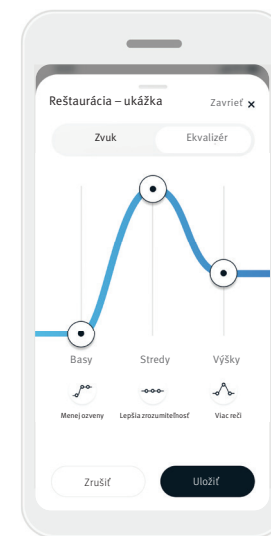 Reštaurácia – ukážka Zavrieť ×
Zvuk Ekvalizér
Basy Stredy Výšky
Menej ozveny Lepšia zrozumiteľnosť Viac reči
Zrušiť Uložiť